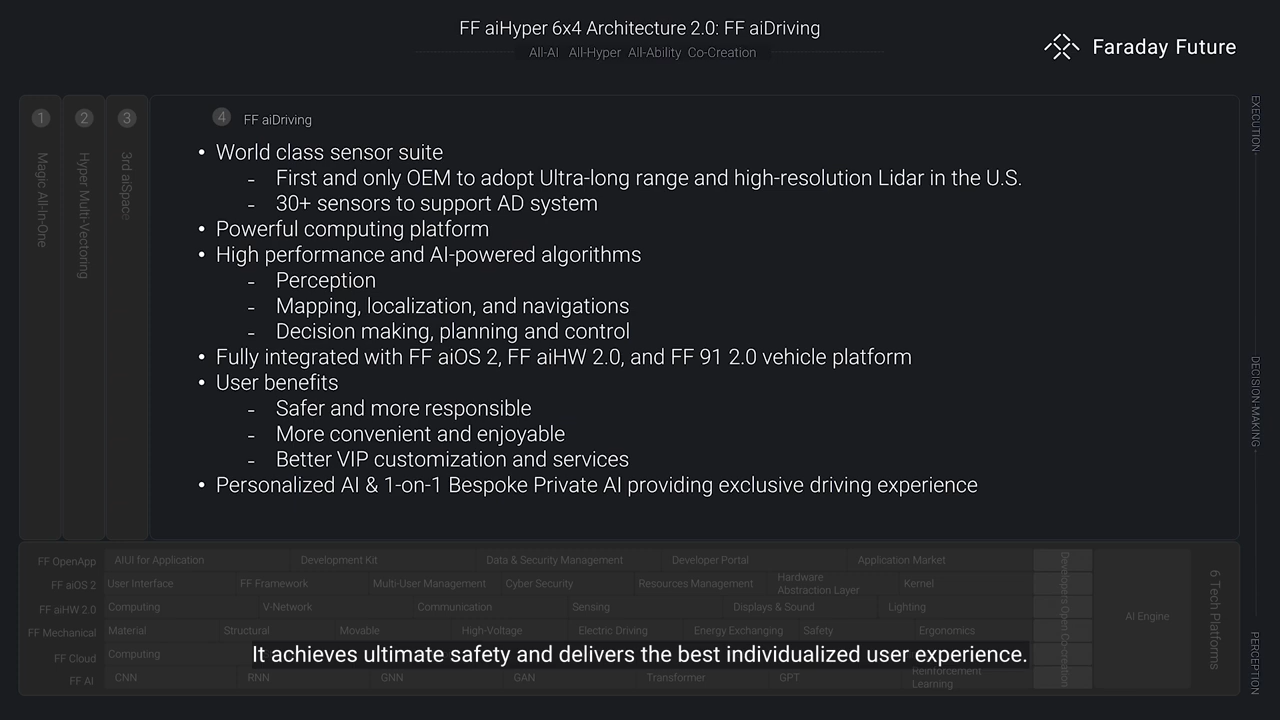 FF aiHyper 6x4 Architecture 2.0: FF aiDriving
All-AI All-Hyper All-Ability Co-Creation
Faraday Future
1
Magic All-In-One
2
Hyper Multi-Vectoring
3
3rd aiSpace
4 FF aiDriving
• World class sensor suite
- First and only OEM to adopt Ultra-long range and high-resolution Lidar in the U.S.
- 30+ sensors to support AD system
• Powerful computing platform
• High performance and AI-powered algorithms
- Perception
- Mapping, localization, and navigations
- Decision making, planning and control
• Fully integrated with FF aiOS 2, FF aiHW 2.0, and FF 91 2.0 vehicle platform
• User benefits
- Safer and more responsible
- More convenient and enjoyable
- Better VIP customization and services
• Personalized AI & 1-on-1 Bespoke Private AI providing exclusive driving experience
EXECUTION
DECISION-MAKING
PERCEPTION
FF OpenApp AIUI for Application Development Kit Data & Security Management Developer Portal Application Market
FF aiOS 2 User Interface FF Framework Multi-User Management Cyber Security Resources Management Hardware Abstraction Layer Kernel
FF aiHW 2.0 Computing V-Network Communication Sensing Displays & Sound Lighting
FF Mechanical Material Structural Movable High-Voltage Electric Driving Energy Exchanging Safety Ergonomics
FF Cloud Computing
FF AI CNN RNN GNN GAN Transformer GPT Reinforcement Learning
Developers Open Co-creation
AI Engine
6 Tech Platforms
It achieves ultimate safety and delivers the best individualized user experience.